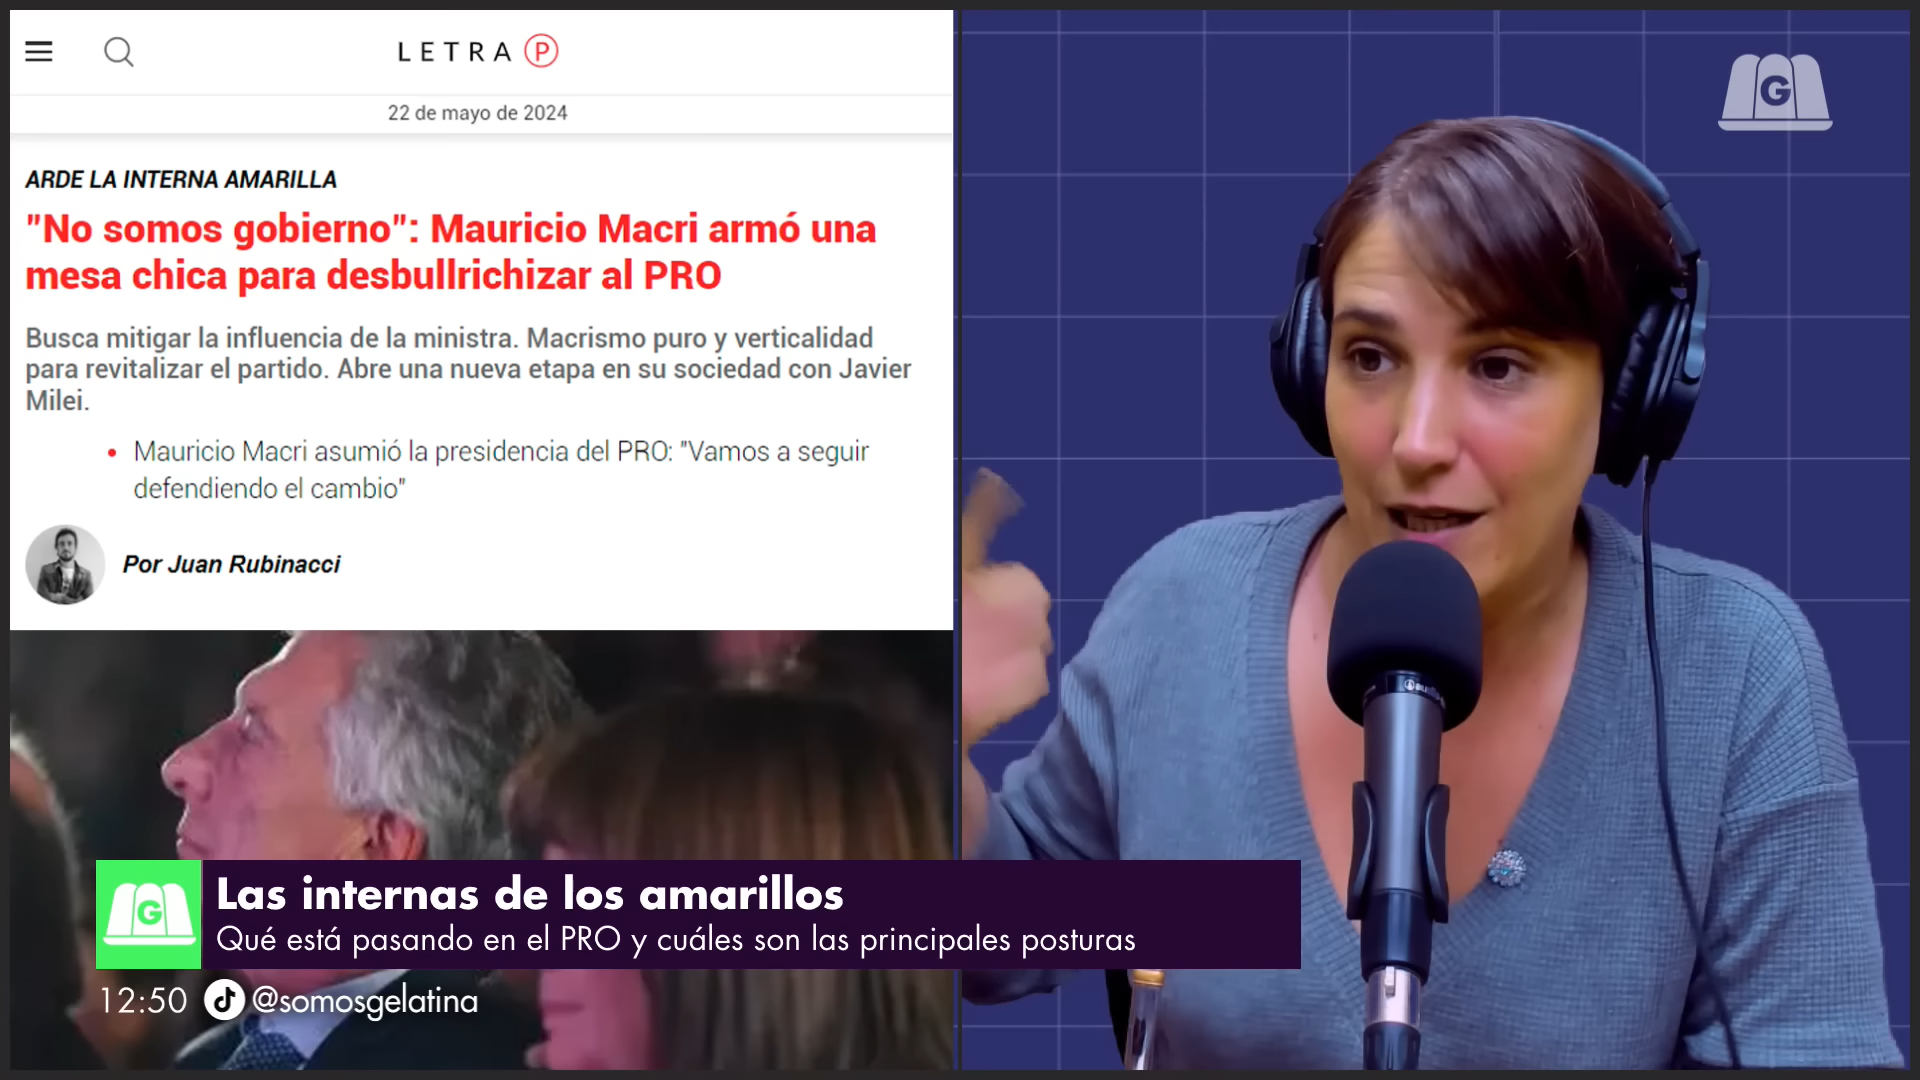 LETRA P
22 de mayo de 2024
ARDE LA INTERNA AMARILLA
"No somos gobierno": Mauricio Macri armó una
mesa chica para desbullrichizar al PRO
Busca mitigar la influencia de la ministra. Macrismo puro y verticalidad
para revitalizar el partido. Abre una nueva etapa en su sociedad con Javier
Milei.
• Mauricio Macri asumió la presidencia del PRO: "Vamos a seguir
defendiendo el cambio"
Por Juan Rubinacci
G
G
Las internas de los amarillos
Qué está pasando en el PRO y cuáles son las principales posturas
12:50 @somosgelatina